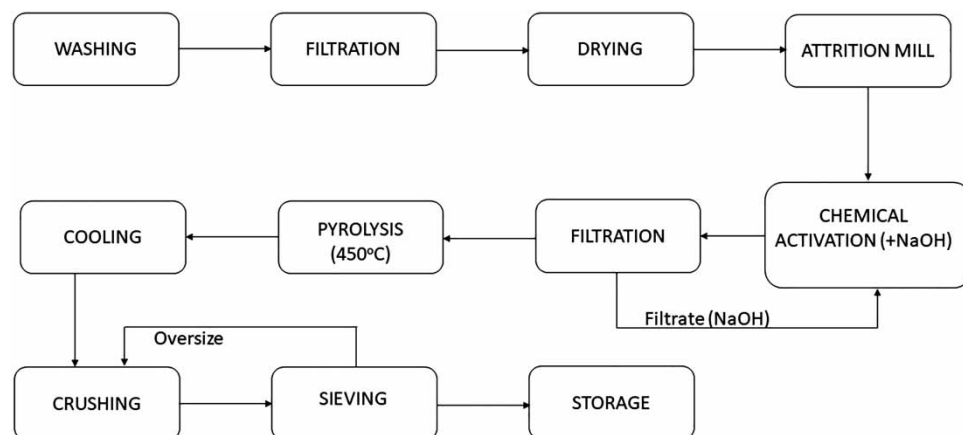 WASHING
FILTRATION
DRYING
ATTRITION MILL
CHEMICAL
ACTIVATION (+NaOH)
FILTRATION
PYROLYSIS
(450ºC)
COOLING
Filtrate (NaOH)
Oversize
CRUSHING
SIEVING
STORAGE